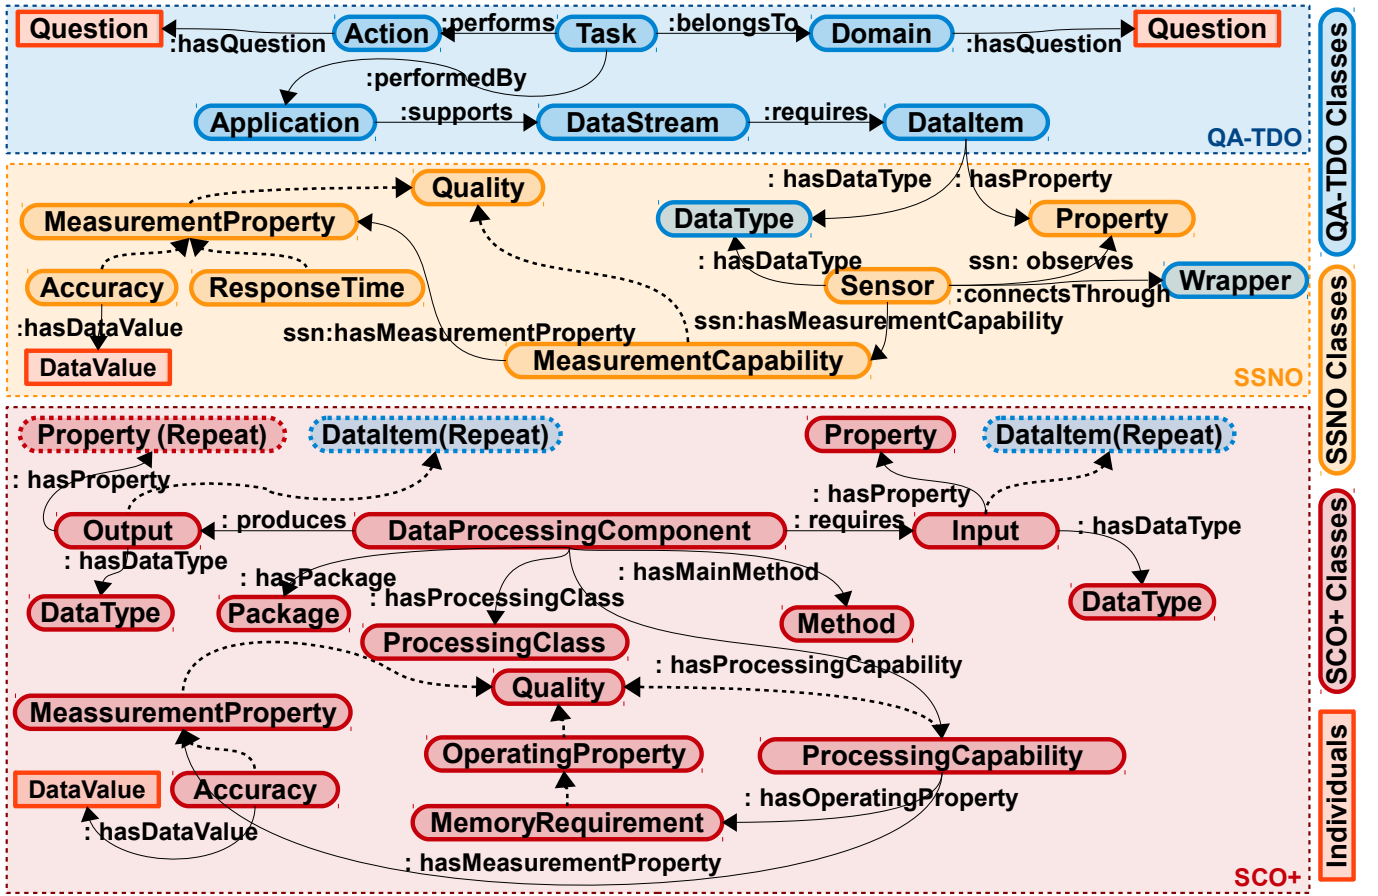 Question
:hasQuestion
Action
:performs
Task
:belongsTo
Domain
:hasQuestion
Question
:performedBy
Application
:supports
DataStream
:requires
DataItem
QA-TDO
Quality
: hasDataType
: hasProperty
MeasurementProperty
DataType
Property
Accuracy
ResponseTime
: hasDataType
Sensor
ssn: observes
:connectsThrough
Wrapper
:hasDataValue
ssn:hasMeasurementProperty
ssn:hasMeasurementCapability
DataValue
MeasurementCapability
SSNO
Property (Repeat)
DataItem(Repeat)
Property
DataItem(Repeat)
: hasProperty
: hasProperty
Output
: produces
DataProcessingComponent
: requires
Input
: hasDataType
: hasDataType
: hasPackage
: hasProcessingClass
: hasMainMethod
DataType
Package
ProcessingClass
Method
DataType
: hasProcessingCapability
Quality
MeassurementProperty
OperatingProperty
ProcessingCapability
DataValue
Accuracy
: hasOperatingProperty
MemoryRequirement
: hasDataValue
: hasMeasurementProperty
SCO+
QA-TDO Classes
SSNO Classes
SCO+ Classes
Individuals